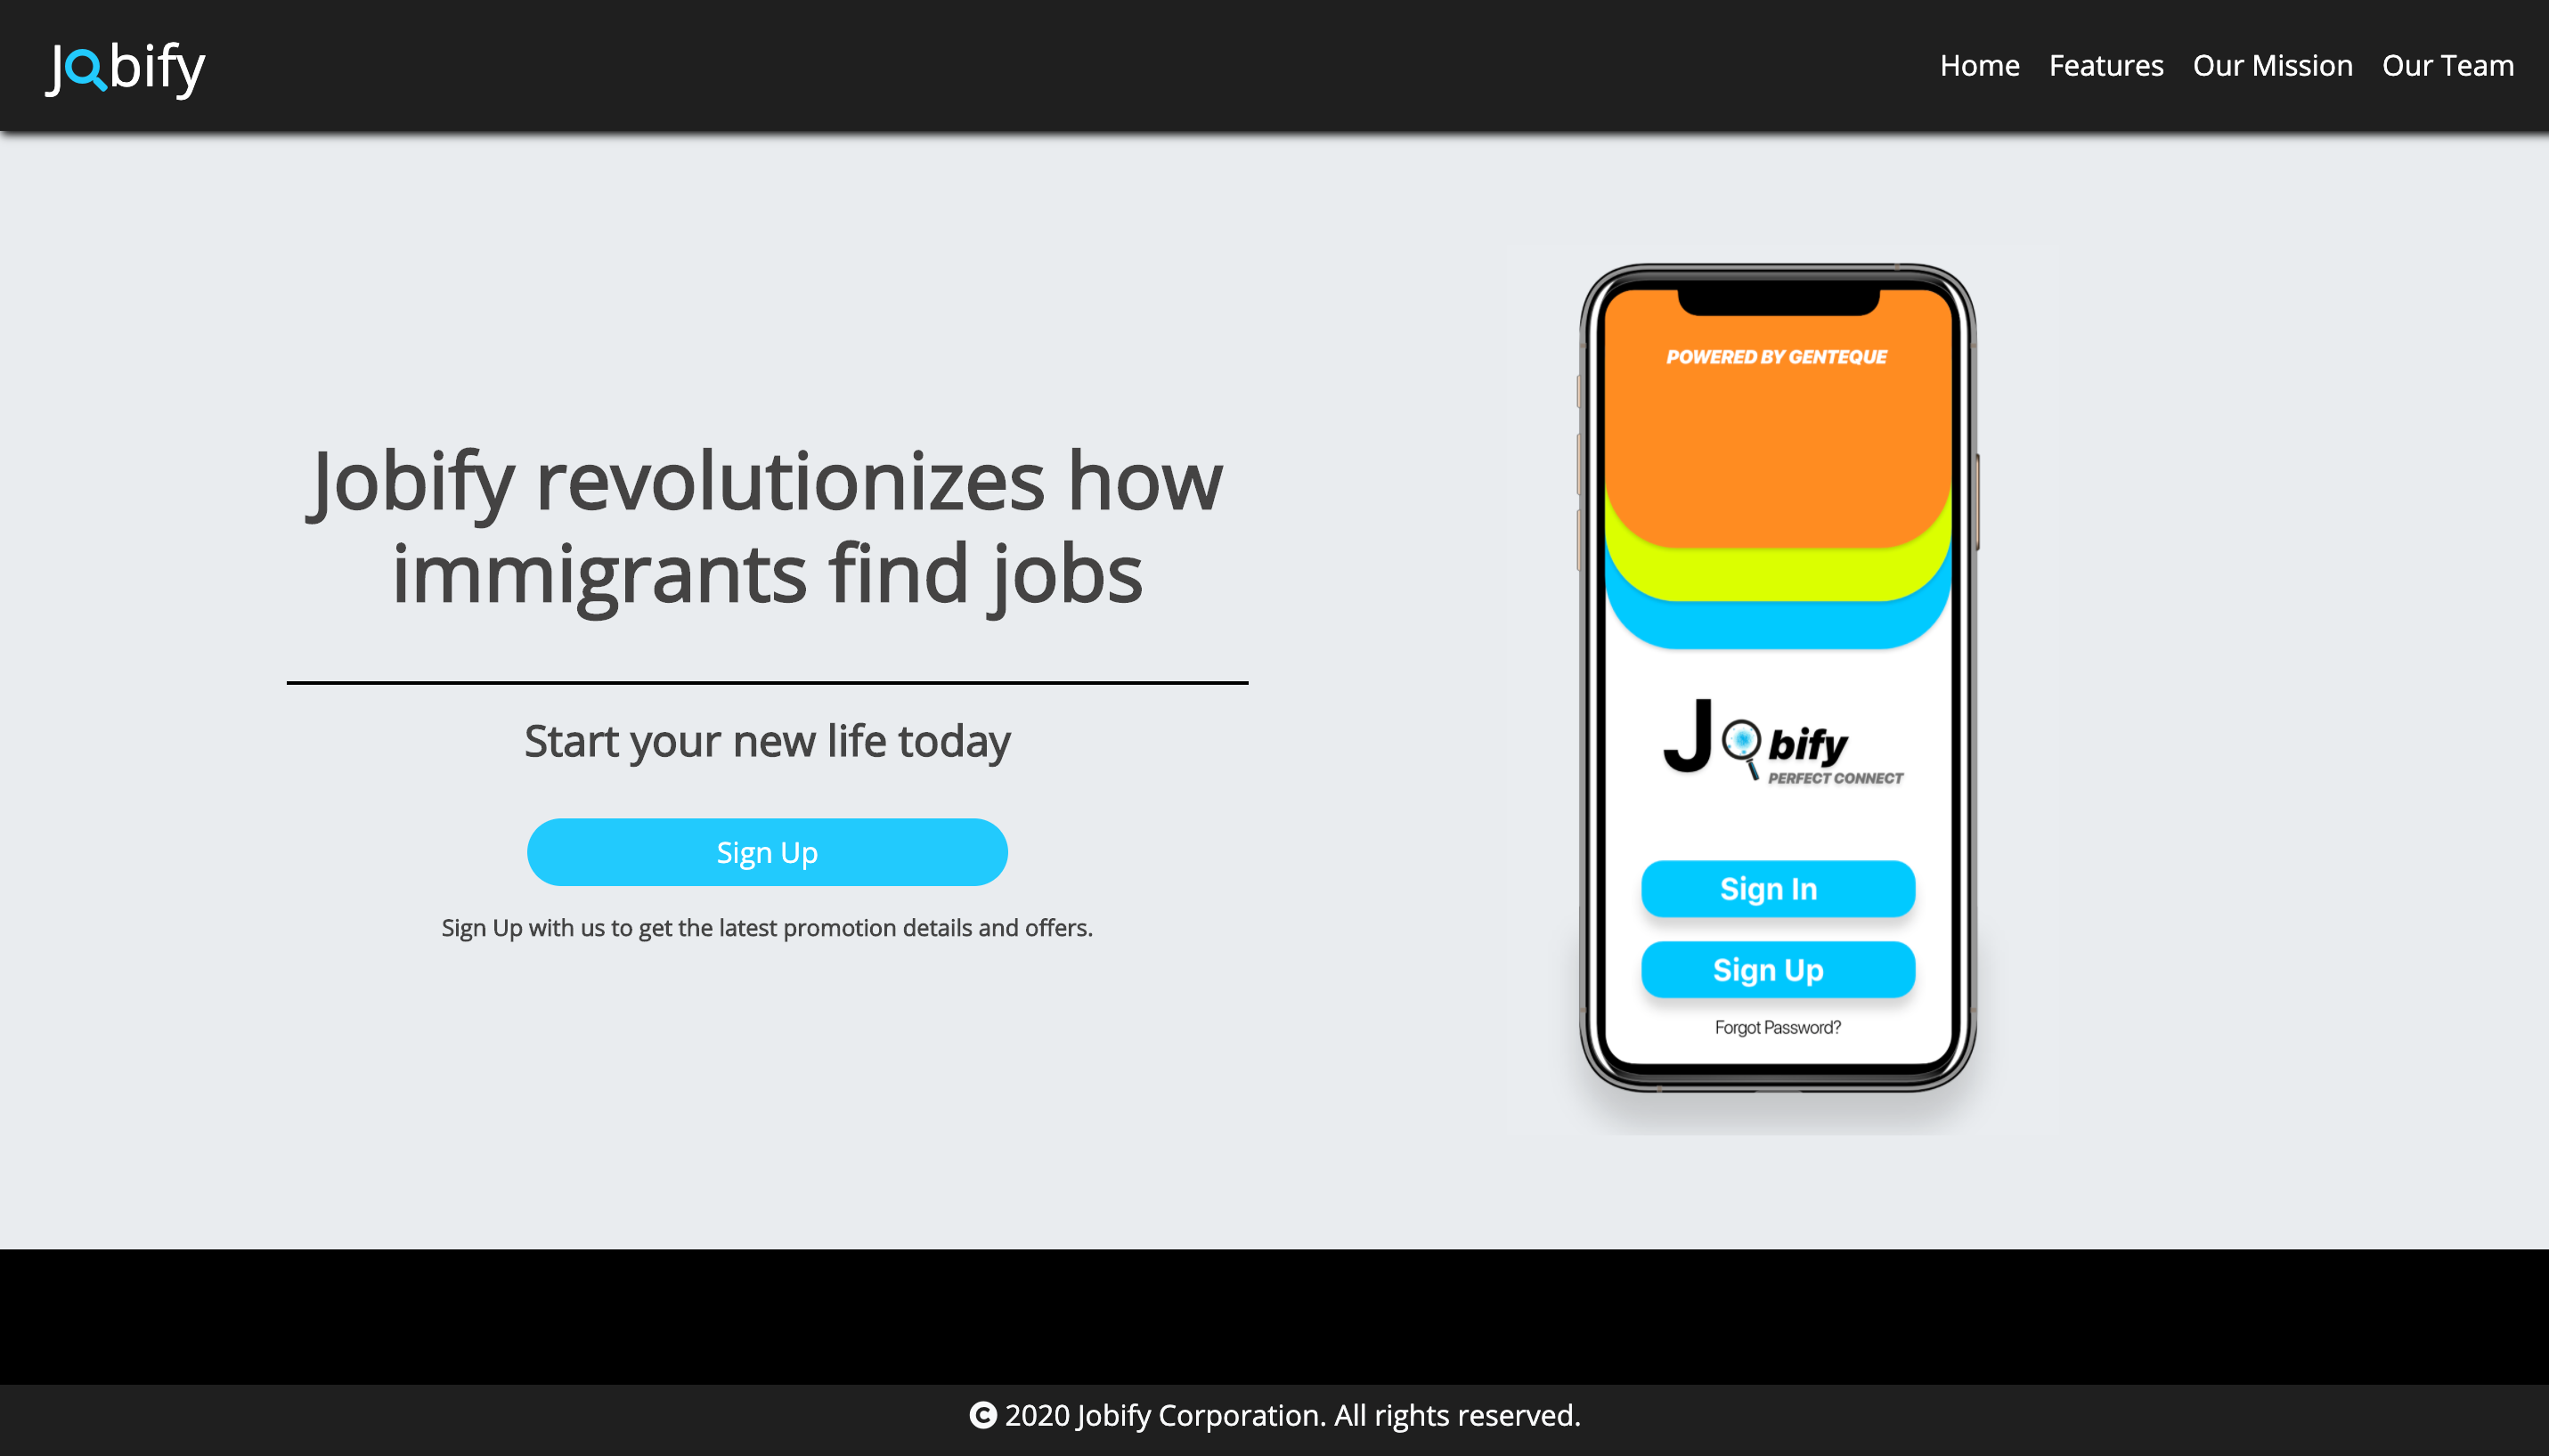 Jobify
Home Features Our Mission Our Team
Jobify revolutionizes how
immigrants find jobs
Start your new life today
Sign Up
Sign Up with us to get the latest promotion details and offers.
POWERED BY GENTEQUE
Jobify
PERFECT CONNECT
Sign In
Sign Up
Forgot Password?
© 2020 Jobify Corporation. All rights reserved.